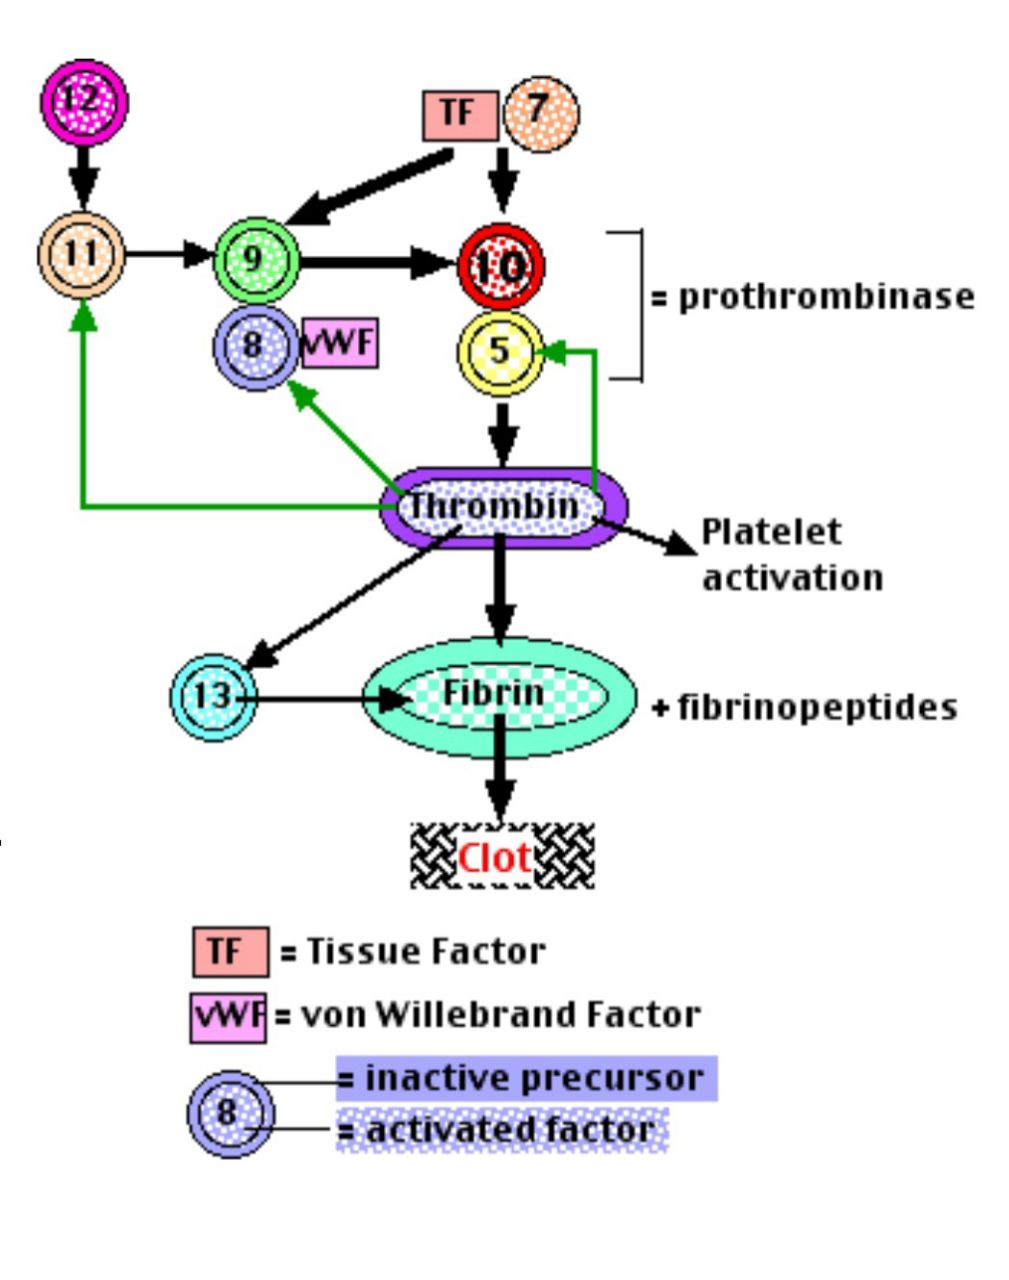 12
TF 7
11
9
10
= prothrombinase
8 vWF
5
Thrombin
Platelet
activation
13
Fibrin
+ fibrinopeptides
Clot
TF = Tissue Factor
vWF = von Willebrand Factor
= inactive precursor
8
= activated factor